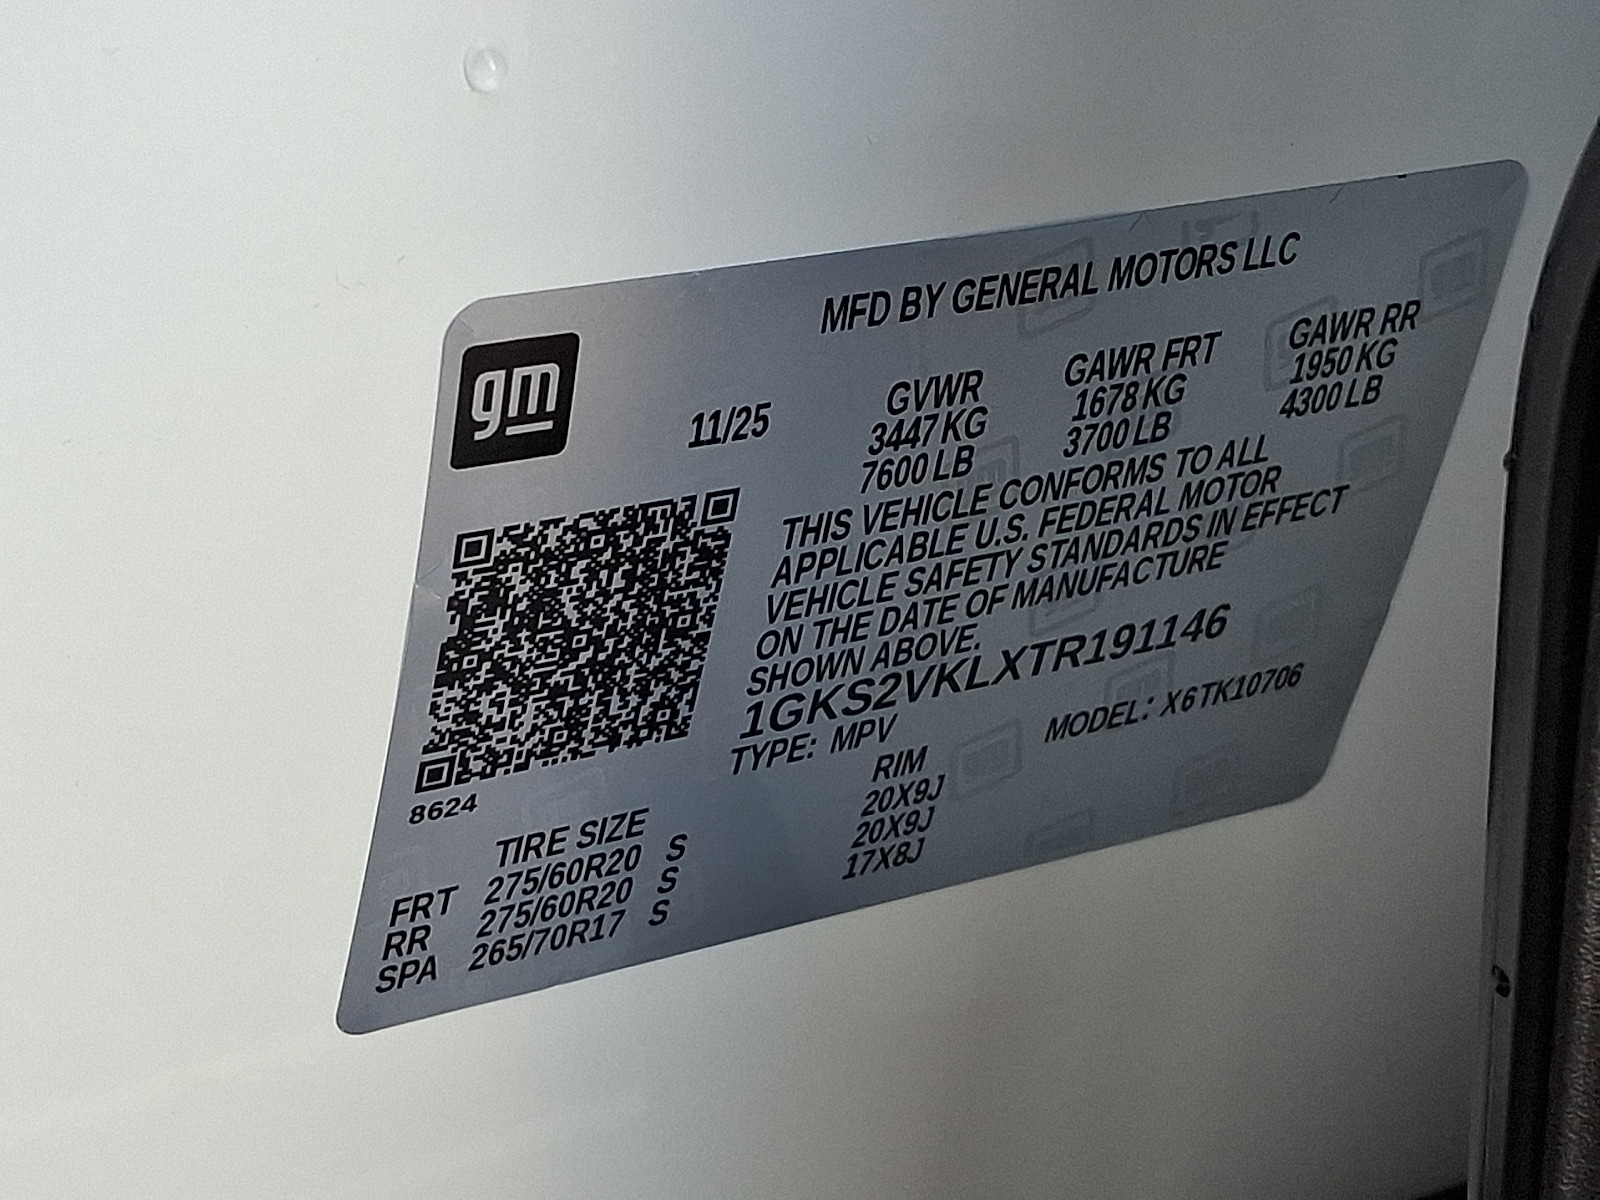 MFD BY GENERAL MOTORS LLC
gm
11/25
GVWR GAWR FRT GAWR RR
3447 KG 1678 KG 1950 KG
7600 LB 3700 LB 4300 LB
THIS VEHICLE CONFORMS TO ALL
APPLICABLE U.S. FEDERAL MOTOR
VEHICLE SAFETY STANDARDS IN EFFECT
ON THE DATE OF MANUFACTURE
SHOWN ABOVE.
1GKS2VKLXTR191146
TYPE: MPV MODEL: X6TK10706
8624
TIRE SIZE RIM
FRT 275/60R20 S 20X9J
RR 275/60R20 S 20X9J
SPA 265/70R17 S 17X8J